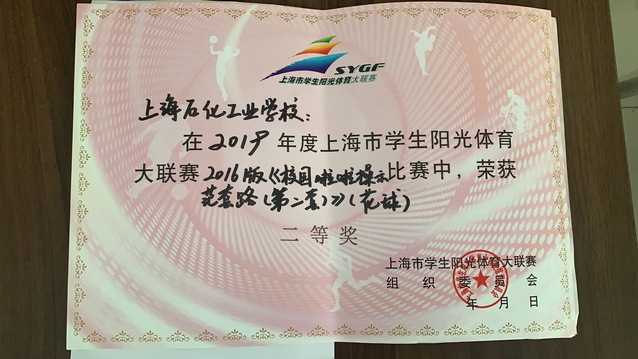 SYGF
上海市学生阳光体育大联赛
上海石化工业学校:
在2019年度上海市学生阳光体育
大联赛2016版《校园啦啦操示比赛中，荣获
范套路(第二套)》(花球)
二等奖
上海市学生阳光体育大联赛
组织委员会
年 月 日